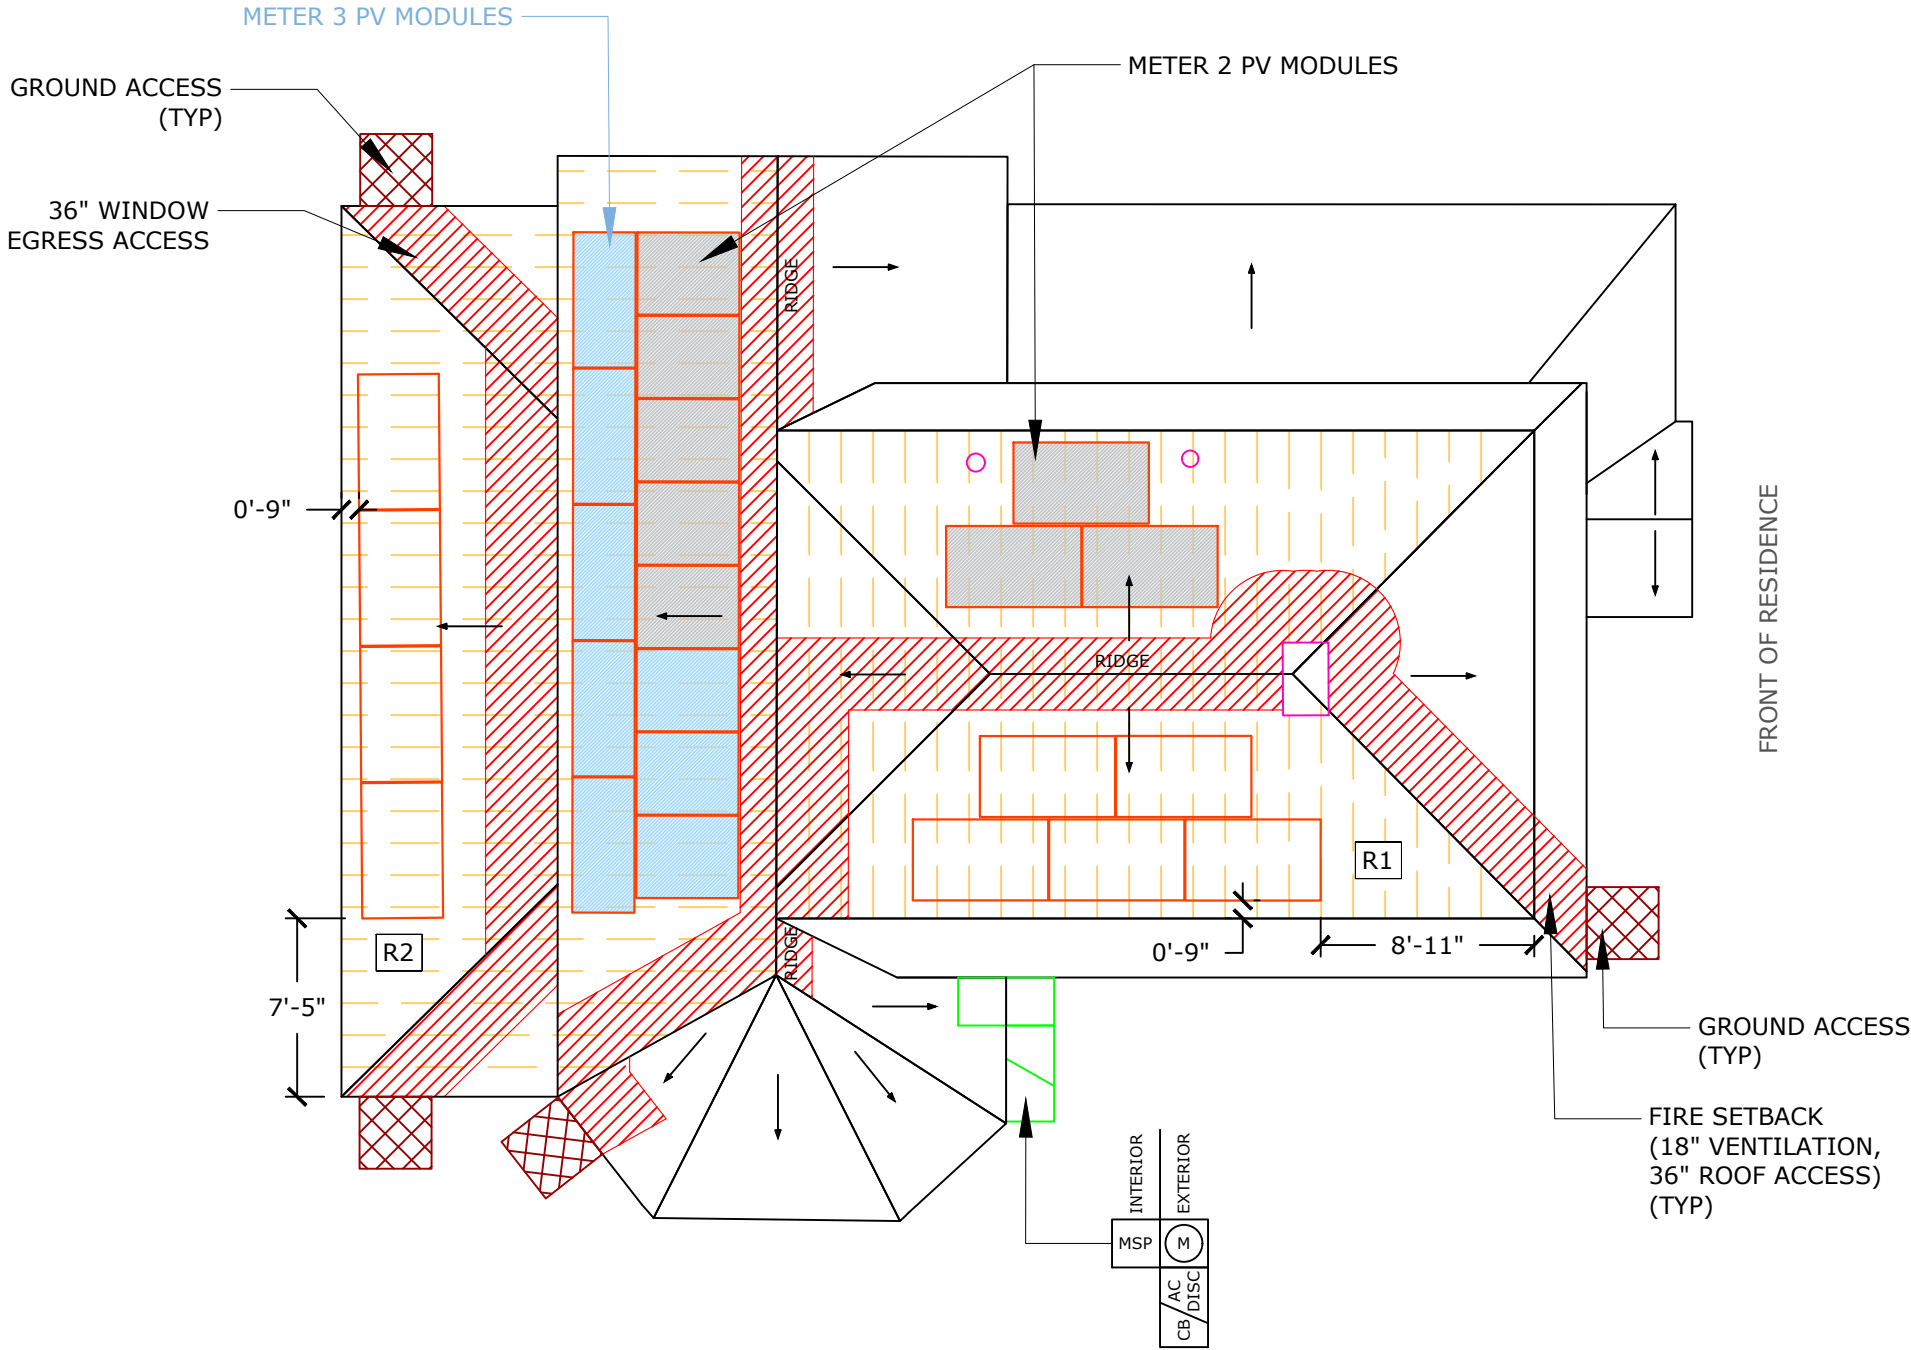 METER 3 PV MODULES
METER 2 PV MODULES
GROUND ACCESS
(TYP)
36" WINDOW
EGRESS ACCESS
RIDGE
0'-9"
RIDGE
FRONT OF RESIDENCE
R1
R2
RIDGE
0'-9"
8'-11"
7'-5"
GROUND ACCESS
(TYP)
FIRE SETBACK
(18" VENTILATION,
36" ROOF ACCESS)
(TYP)
INTERIOR
EXTERIOR
MSP
M
CB/AC
DISC